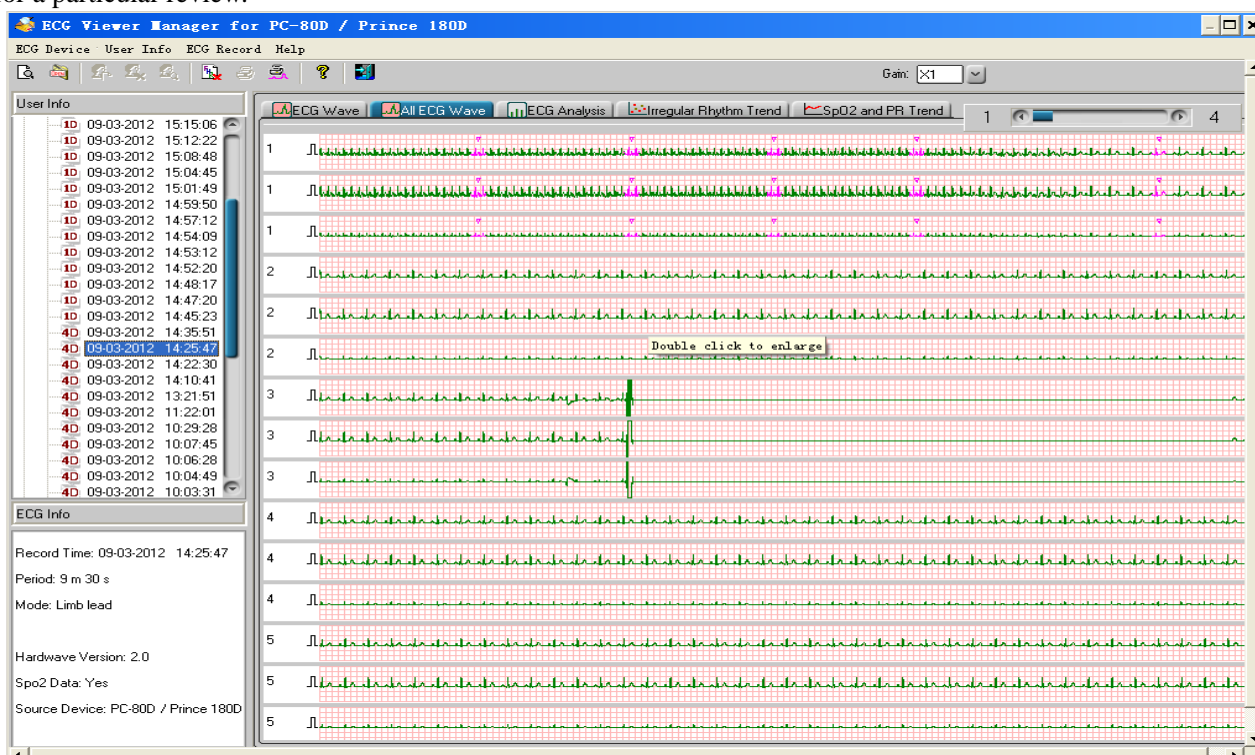 for a particular review.
ECG Viewer Manager for PC-80D / Prince 180D
ECG Device User Info ECG Record Help
Gain: X1
User Info
1D 09-03-2012 15:15:06
1D 09-03-2012 15:12:22
1D 09-03-2012 15:08:48
1D 09-03-2012 15:04:45
1D 09-03-2012 15:01:49
1D 09-03-2012 14:59:50
1D 09-03-2012 14:57:12
1D 09-03-2012 14:54:09
1D 09-03-2012 14:53:12
1D 09-03-2012 14:52:20
1D 09-03-2012 14:48:17
1D 09-03-2012 14:47:20
1D 09-03-2012 14:45:23
4D 09-03-2012 14:35:51
4D 09-03-2012 14:25:47
4D 09-03-2012 14:22:30
4D 09-03-2012 14:10:41
4D 09-03-2012 13:21:51
4D 09-03-2012 11:22:01
4D 09-03-2012 10:29:28
4D 09-03-2012 10:07:45
4D 09-03-2012 10:06:28
4D 09-03-2012 10:04:49
4D 09-03-2012 10:03:31
ECG Info
Record Time: 09-03-2012 14:25:47
Period: 9 m 30 s
Mode: Limb lead
Hardwave Version: 2.0
Spo2 Data: Yes
Source Device: PC-80D / Prince 180D
ECG Wave All ECG Wave ECG Analysis Irregular Rhythm Trend SpO2 and PR Trend 1 4
1
1
1
2
2
Double click to enlarge
2
3
3
3
4
4
4
5
5
5